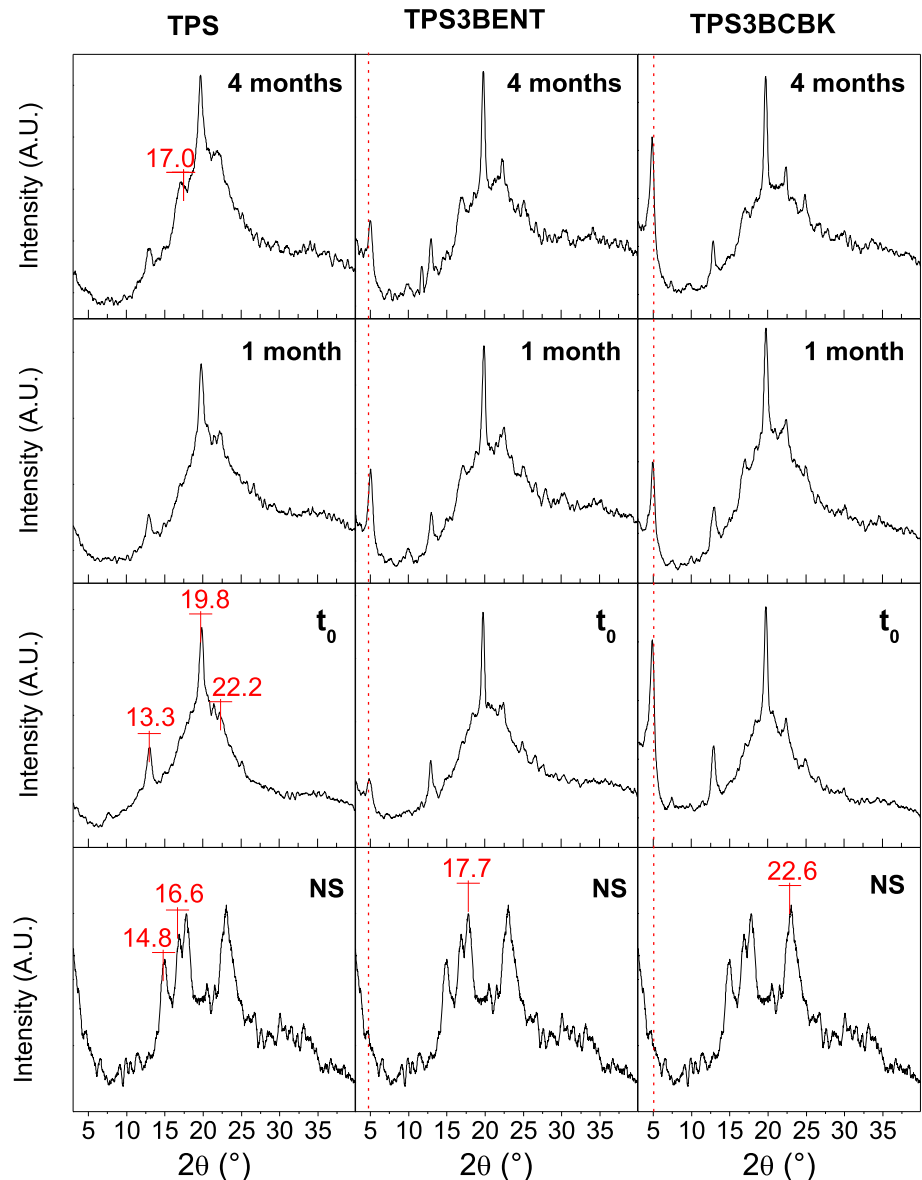 TPS TPS3BENT TPS3BCBK
Intensity (A.U.)
4 months 4 months 4 months
17.0
Intensity (A.U.)
1 month 1 month 1 month
Intensity (A.U.)
t0 t0 t0
19.8
22.2
13.3
Intensity (A.U.)
NS NS NS
16.6 17.7 22.6
14.8
5 10 15 20 25 30 35 5 10 15 20 25 30 35 5 10 15 20 25 30 35
2θ (°) 2θ (°) 2θ (°)